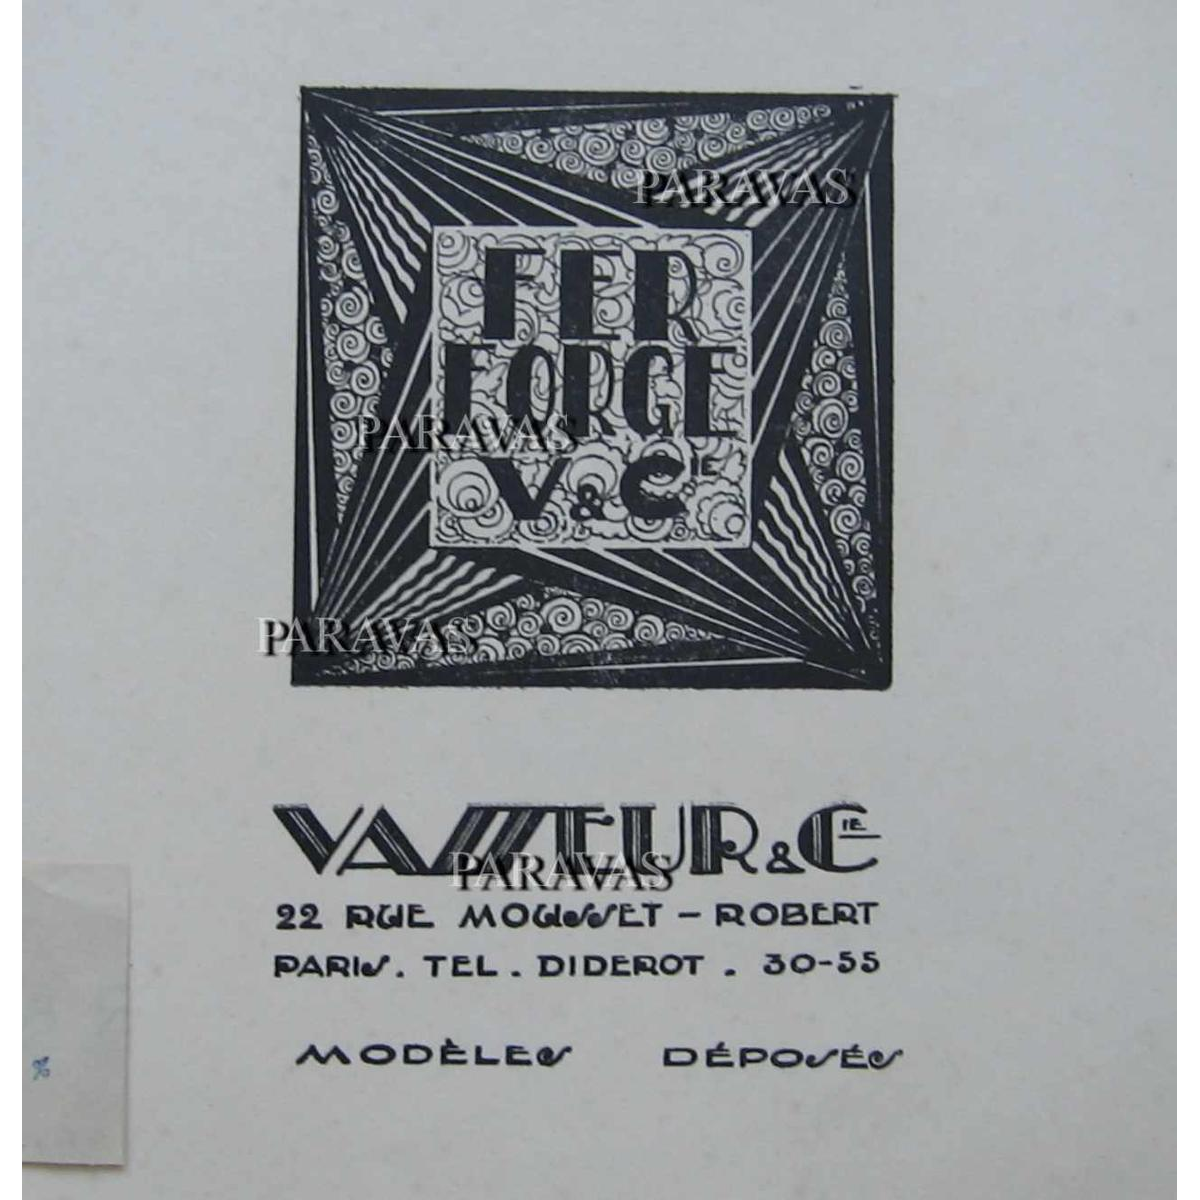 PARAVAS
FER
FORGE
PARAVAS
V & CIE
PARAVAS
VASSEUR & CIE
PARAVAS
22 RUE MOUSSET - ROBERT
PARIS. TEL. DIDEROT. 30-55
MODÈLES DÉPOSÉS